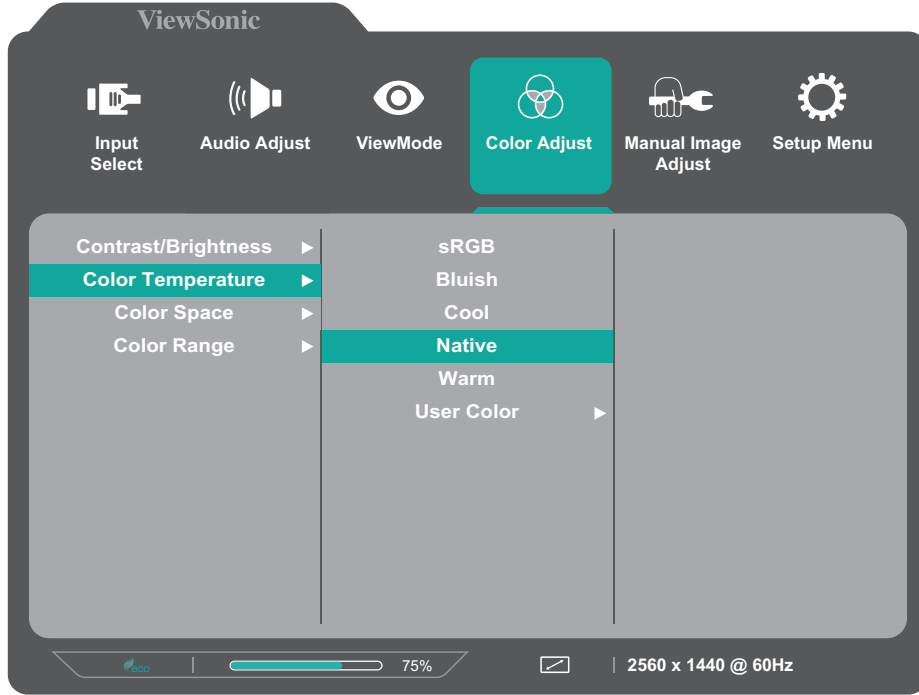 ViewSonic
Input
Select
Audio Adjust
ViewMode
Color Adjust
Manual Image
Adjust
Setup Menu
Contrast/Brightness
Color Temperature
Color Space
Color Range
sRGB
Bluish
Cool
Native
Warm
User Color
eco
75%
2560 x 1440 @ 60Hz